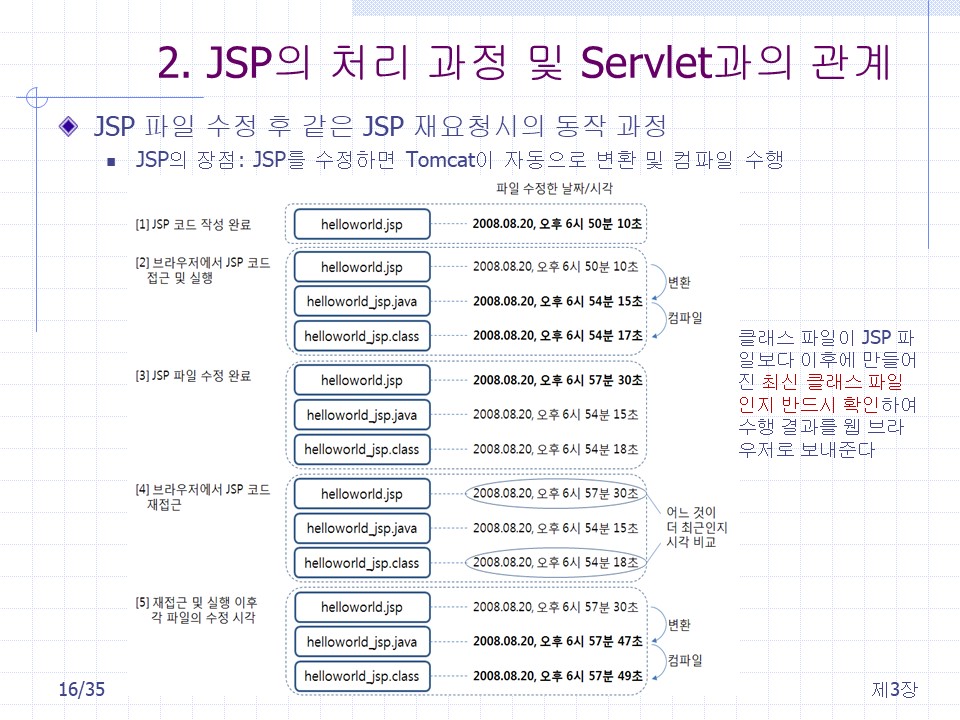 2. JSP의 처리 과정 및 Servlet과의 관계
JSP 파일 수정 후 같은 JSP 재요청시의 동작 과정
JSP의 장점: JSP를 수정하면 Tomcat이 자동으로 변환 및 컴파일 수행
파일 수정한 날짜/시각
[1] JSP 코드 작성 완료
helloworld.jsp
2008.08.20, 오후 6시 50분 10초
[2] 브라우저에서 JSP 코드
접근 및 실행
helloworld.jsp
2008.08.20, 오후 6시 50분 10초
helloworld_jsp.java
2008.08.20, 오후 6시 54분 15초
helloworld_jsp.class
2008.08.20, 오후 6시 54분 17초
변환
컴파일
[3] JSP 파일 수정 완료
helloworld.jsp
2008.08.20, 오후 6시 57분 30초
helloworld_jsp.java
2008.08.20, 오후 6시 54분 15초
helloworld_jsp.class
2008.08.20, 오후 6시 54분 18초
클래스 파일이 JSP 파
일보다 이후에 만들어
진 최신 클래스 파일
인지 반드시 확인하여
수행 결과를 웹 브라
우저로 보내준다
[4] 브라우저에서 JSP 코드
재접근
helloworld.jsp
2008.08.20, 오후 6시 57분 30초
helloworld_jsp.java
2008.08.20, 오후 6시 54분 15초
helloworld_jsp.class
2008.08.20, 오후 6시 54분 18초
어느 것이
더 최근인지
시각 비교
[5] 재접근 및 실행 이후
각 파일의 수정 시각
helloworld.jsp
2008.08.20, 오후 6시 57분 30초
helloworld_jsp.java
2008.08.20, 오후 6시 57분 47초
helloworld_jsp.class
2008.08.20, 오후 6시 57분 49초
변환
컴파일
16/35
제3장